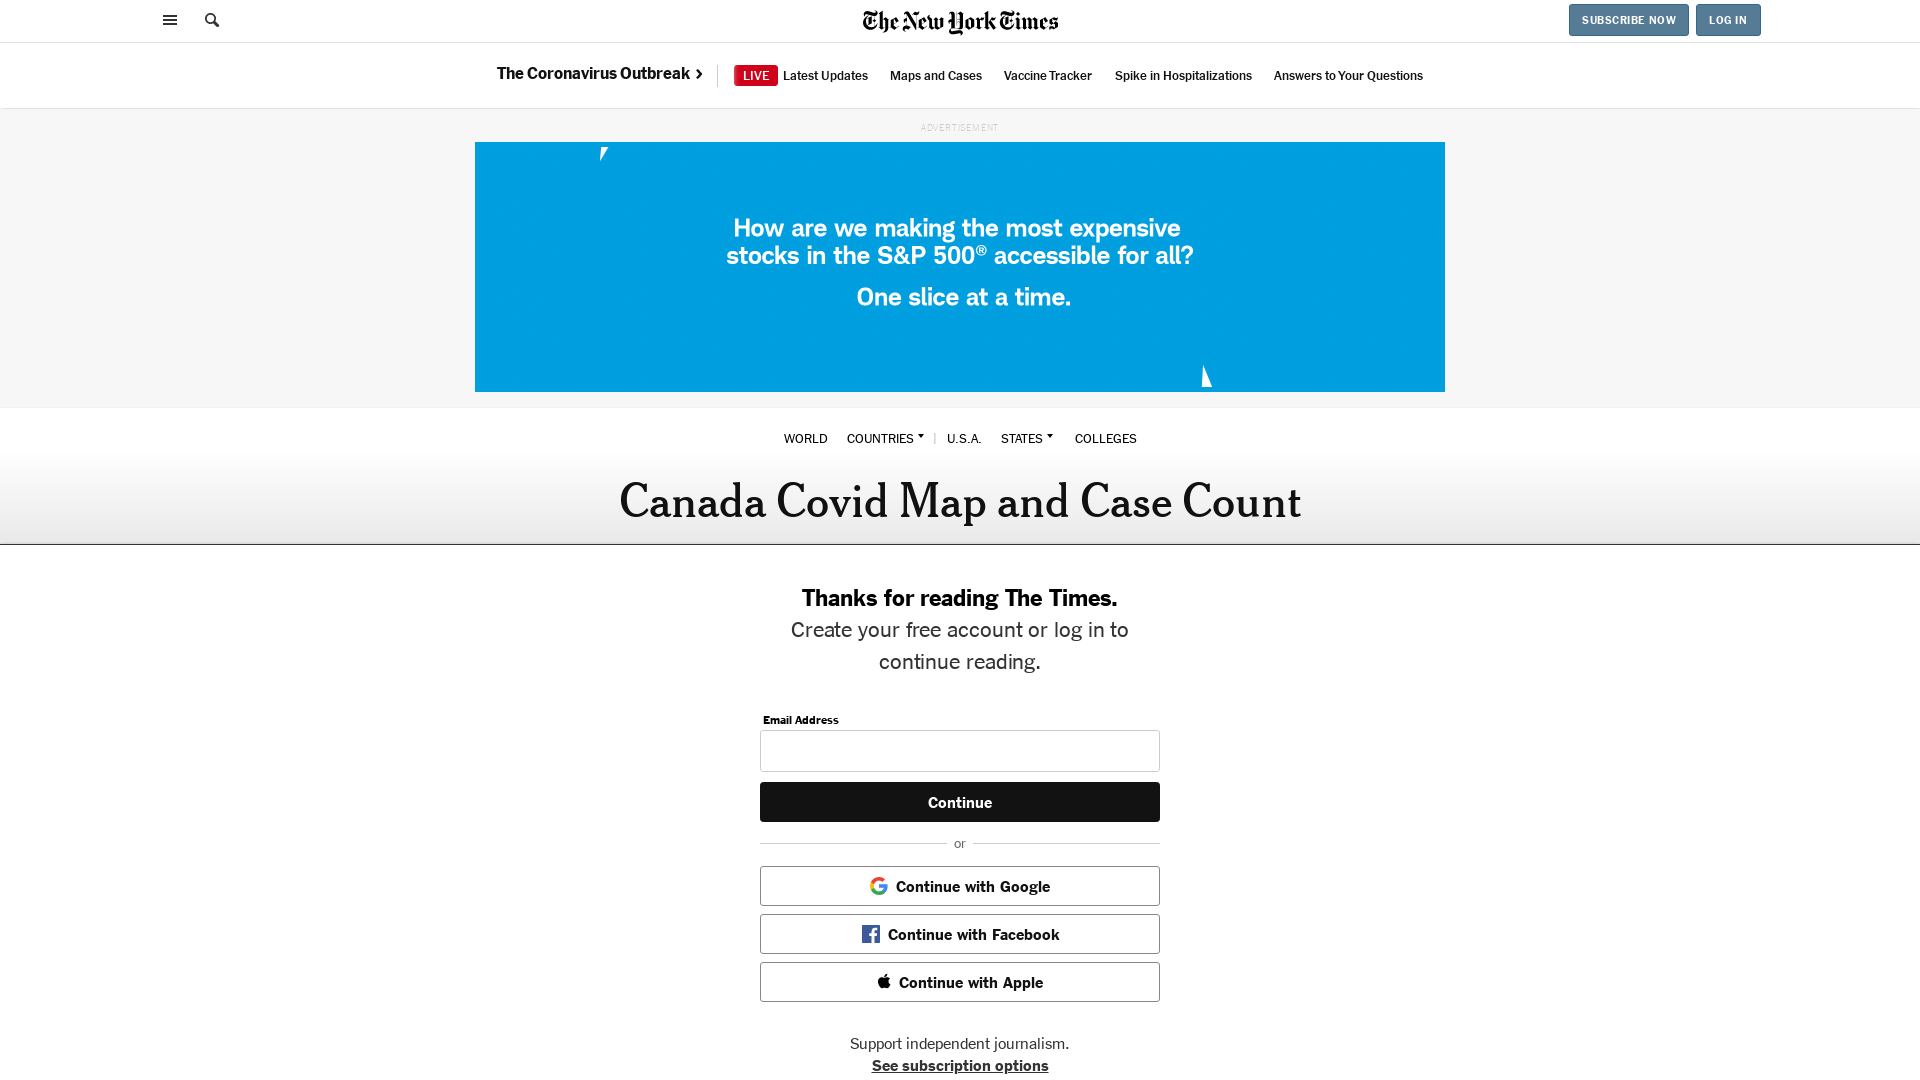 The New York Times
SUBSCRIBE NOW
LOG IN
The Coronavirus Outbreak
LIVE Latest Updates
Maps and Cases
Vaccine Tracker
Spike in Hospitalizations
Answers to Your Questions
ADVERTISEMENT
How are we making the most expensive
stocks in the S&P 500® accessible for all?
One slice at a time.
WORLD COUNTRIES | U.S.A. STATES COLLEGES
Canada Covid Map and Case Count
Thanks for reading The Times.
Create your free account or log in to
continue reading.
Email Address
Continue
or
Continue with Google
Continue with Facebook
Continue with Apple
Support independent journalism.
See subscription options